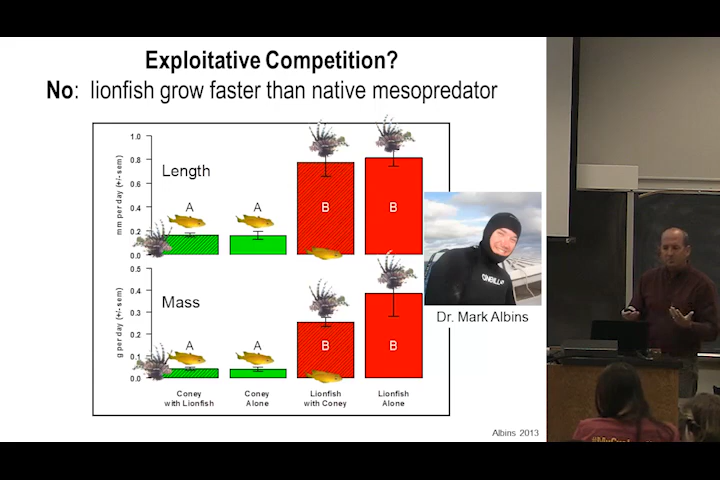 Exploitative Competition?
No: lionfish grow faster than native mesopredator
mm per day (+/- sem)
1.0
0.8
0.6
0.4
0.2
0.0
Length
A
A
B
B
g per day (+/- sem)
0.5
0.4
0.3
0.2
0.1
0.0
Mass
A
A
B
B
Coney
with Lionfish
Coney
Alone
Lionfish
with Coney
Lionfish
Alone
O'NEILL
Dr. Mark Albins
Albins 2013